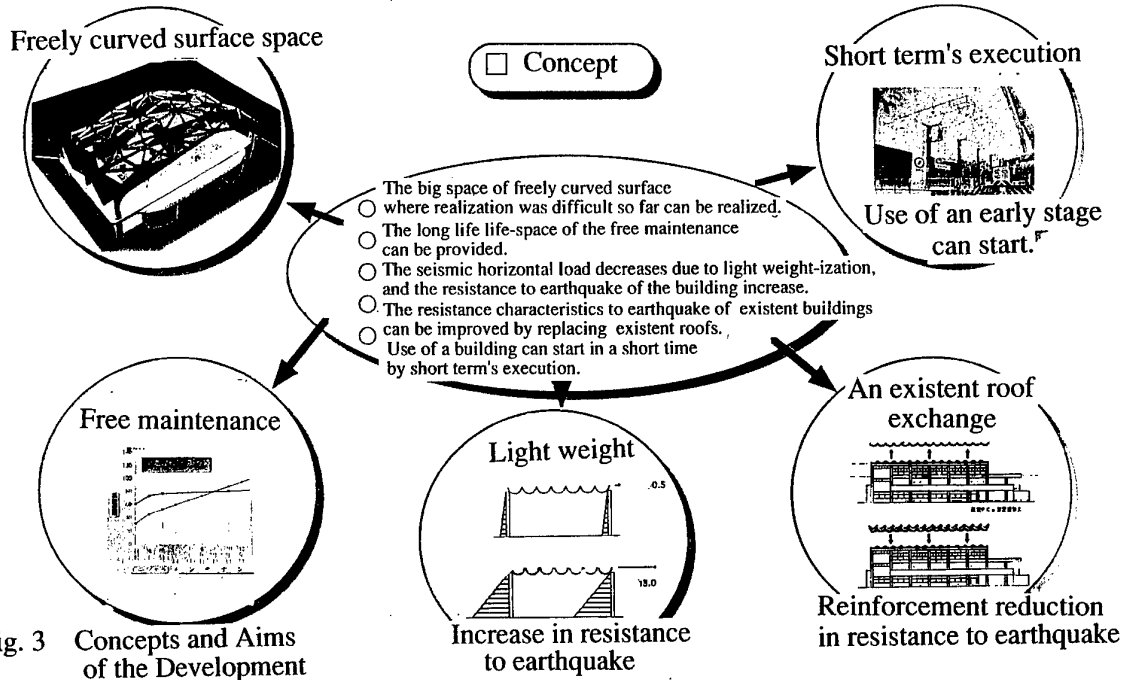 Freely curved surface space
□ Concept
Short term's execution
Use of an early stage
can start.
The big space of freely curved surface
○ where realization was difficult so far can be realized.
○ The long life life-space of the free maintenance
can be provided.
○ The seismic horizontal load decreases due to light weight-ization,
and the resistance to earthquake of the building increase.
○ The resistance characteristics to earthquake of existent buildings
○ can be improved by replacing existent roofs.
Use of a building can start in a short time
by short term's execution.
Free maintenance
Light weight
0.5
15.0
Increase in resistance
to earthquake
An existent roof
exchange
Reinforcement reduction
in resistance to earthquake
ig. 3 Concepts and Aims
of the Development